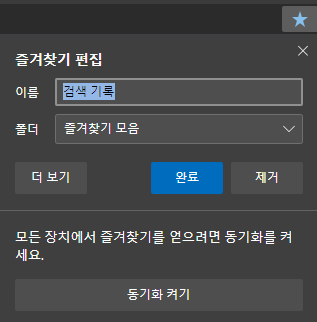 즐겨찾기 편집
이름 검색 기록
폴더 즐겨찾기 모음
더 보기 완료 제거
모든 장치에서 즐겨찾기를 얻으려면 동기화를 켜
세요.
동기화 켜기